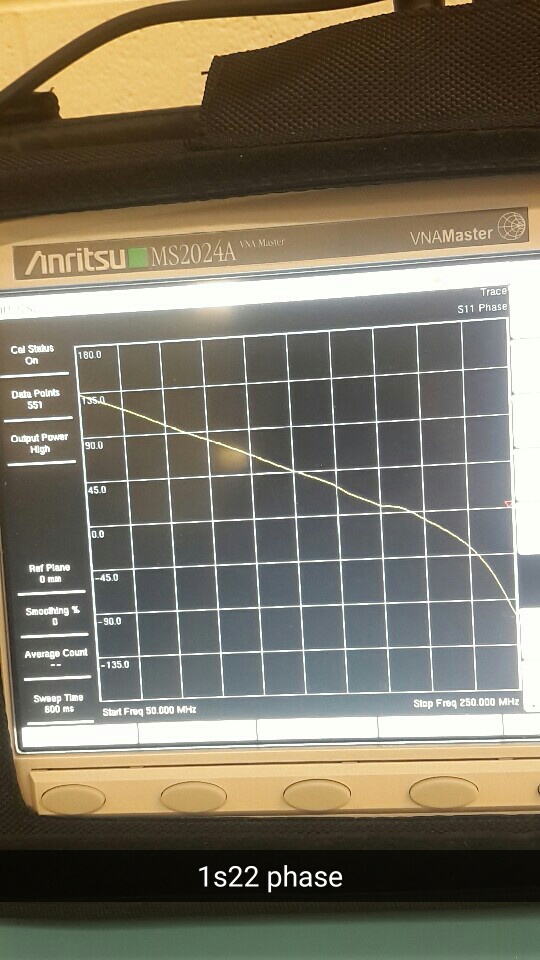 Anritsu MS2024A VNA Master
VNAMaster
Trace
S11 Phase
Cal Status
On
Data Points
551
Output Power
High
Ref Plane
0 mm
Smoothing %
0
Average Count
--
Sweep Time
600 ms
180.0
135.0
90.0
45.0
0.0
-45.0
-90.0
-135.0
Start Freq 50.000 MHz
Stop Freq 250.000 MHz
1s22 phase